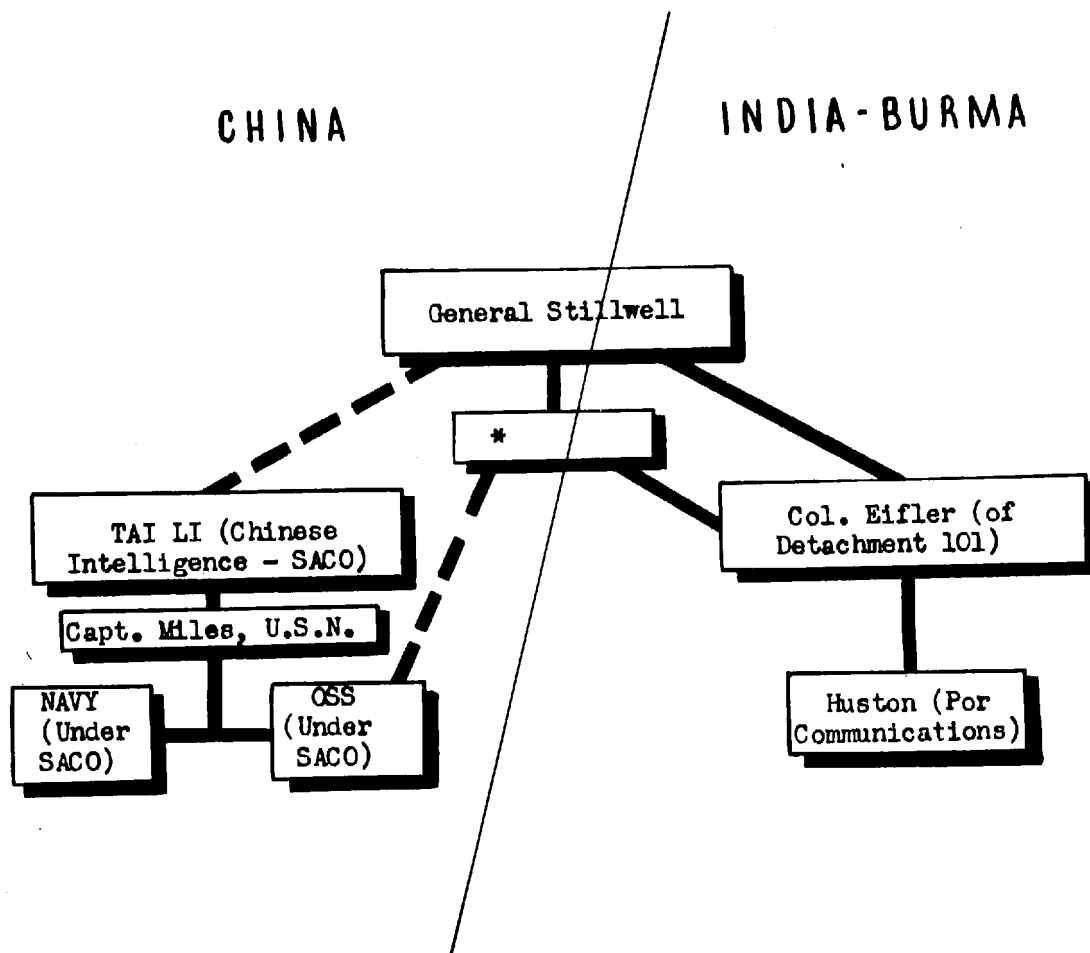 CHINA
INDIA-BURMA
General Stillwell
*
TAI LI (Chinese
Intelligence - SACO)
Capt. Miles, U.S.N.
NAVY
(Under
SACO)
OSS
(Under
SACO)
Col. Eifler (of
Detachment 101)
Huston (Por
Communications)